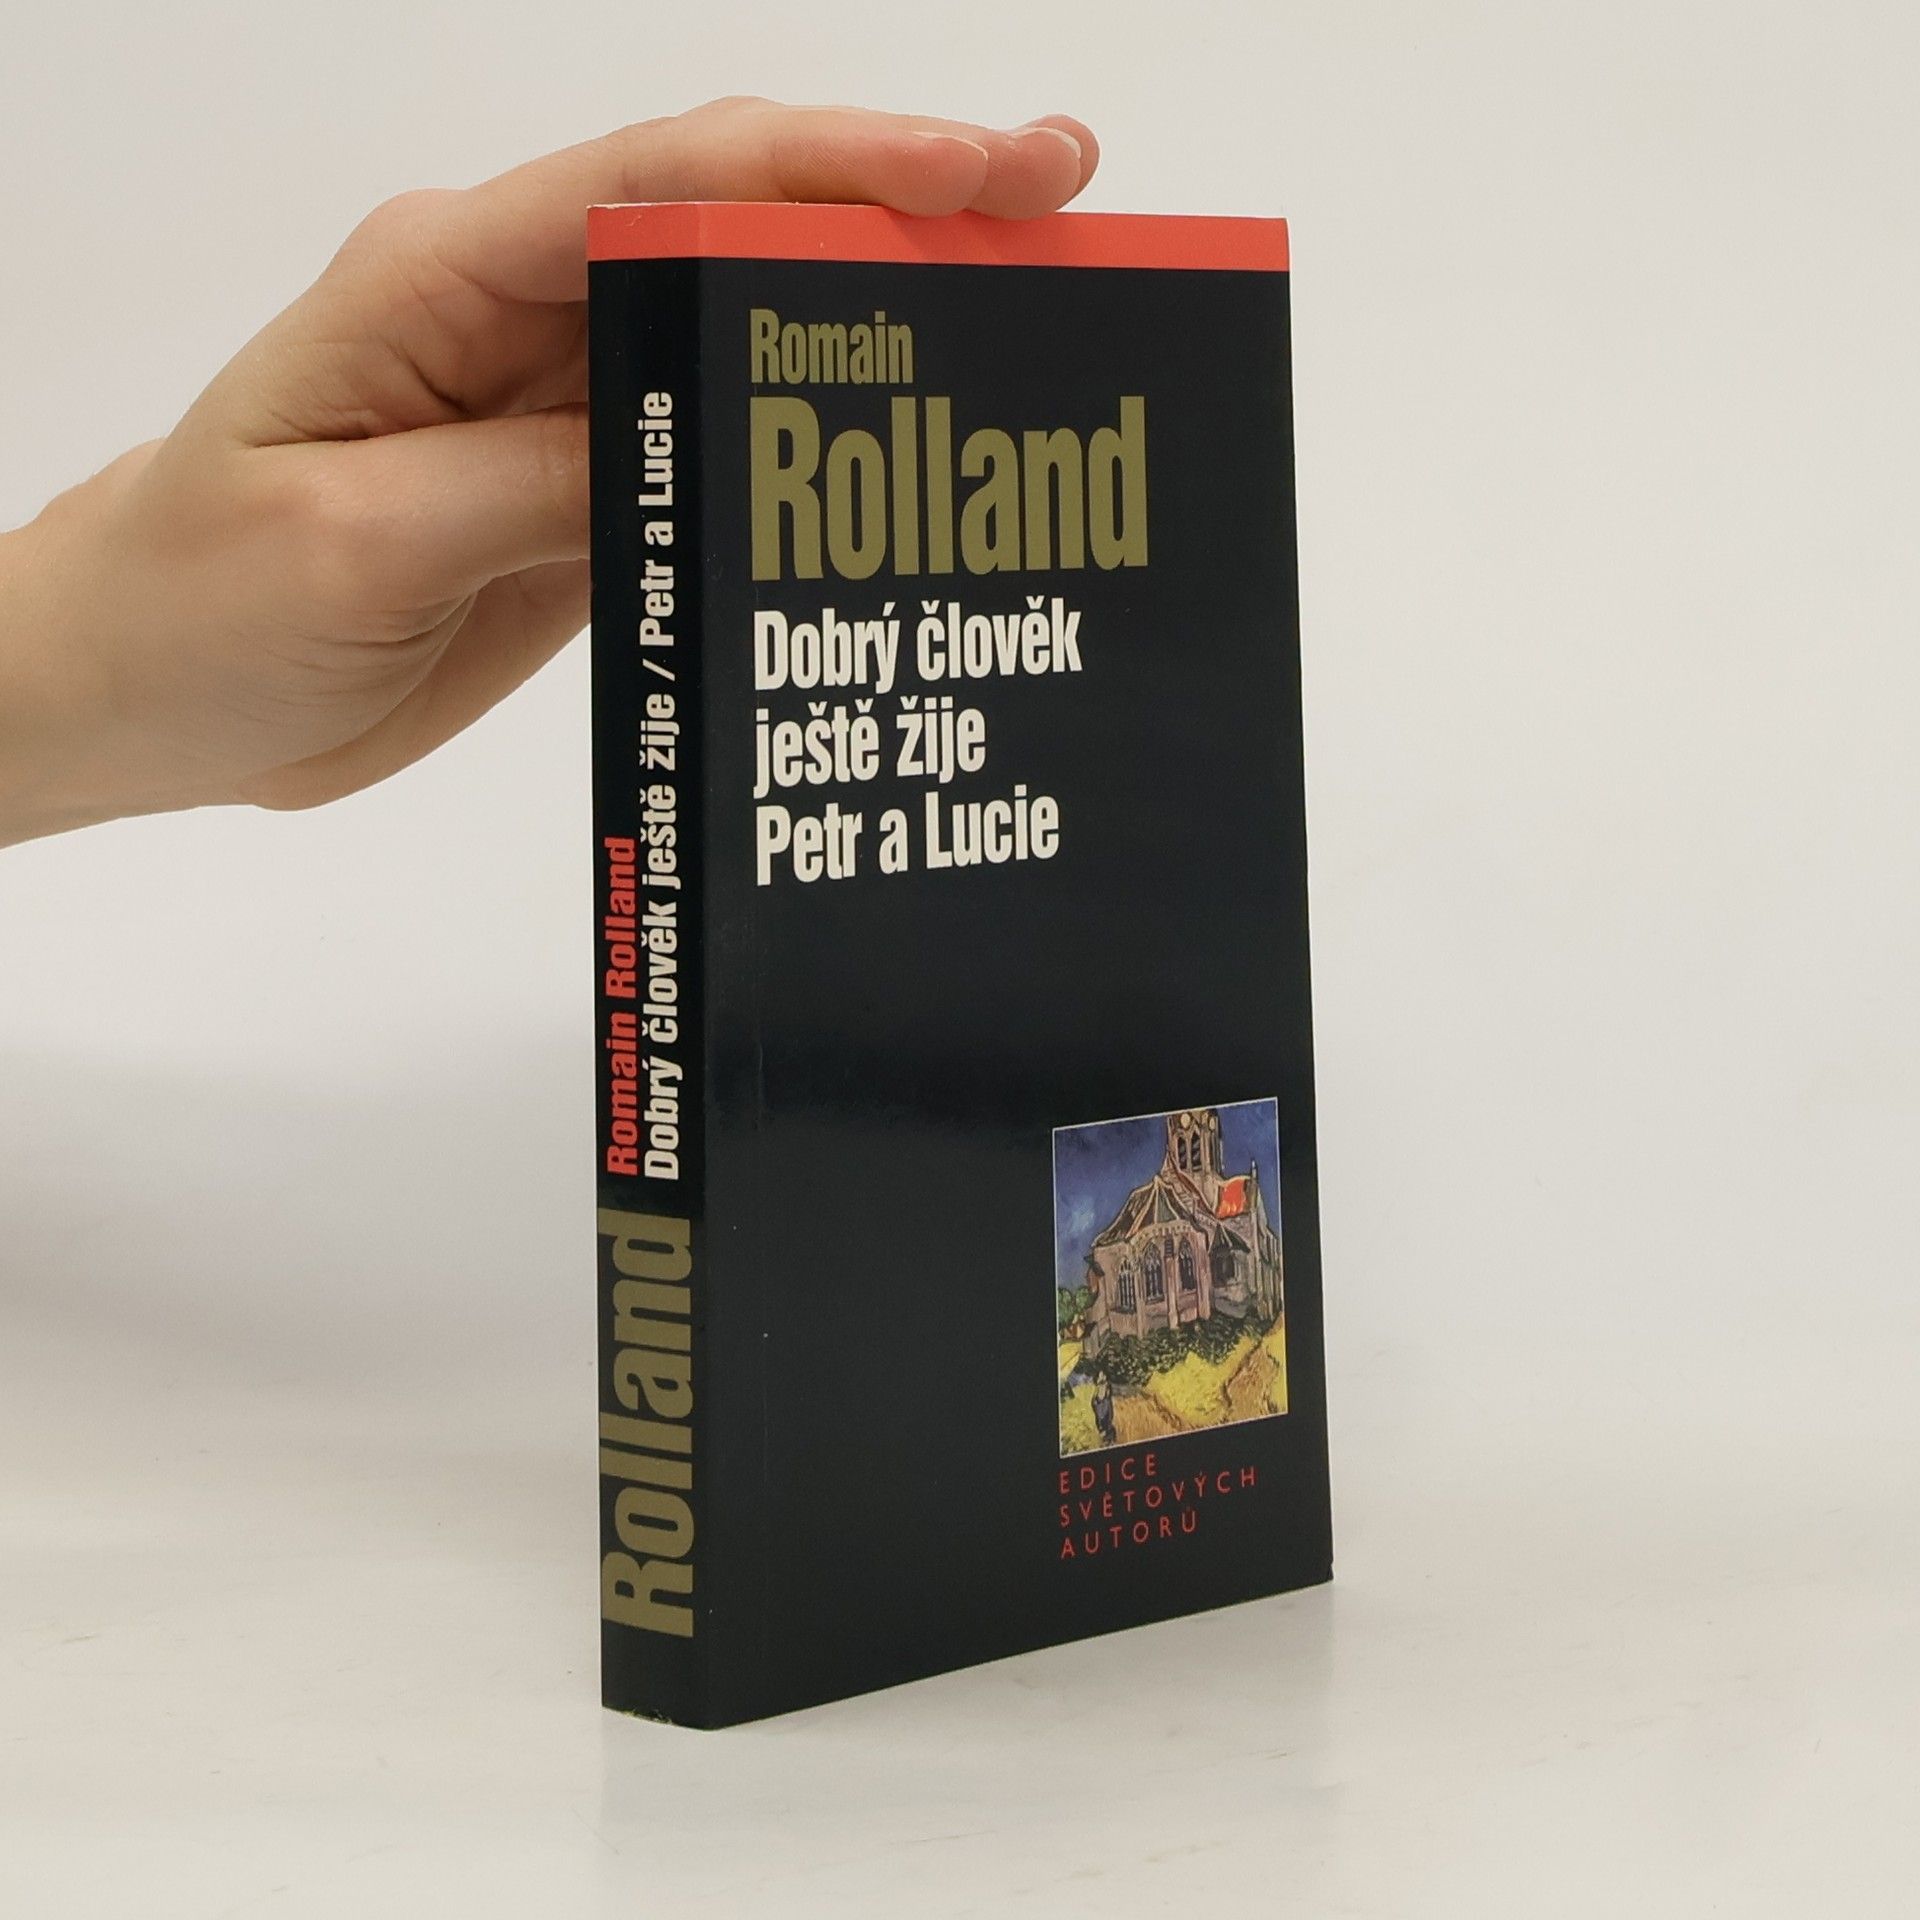 Romain
Rolland
Dobrý člověk
ještě žije
Petr a Lucie
EDICE
SVĚTOVÝCH
AUTORŮ
Romain Rolland
Dobrý člověk ještě žije / Petr a Lucie
Rolland